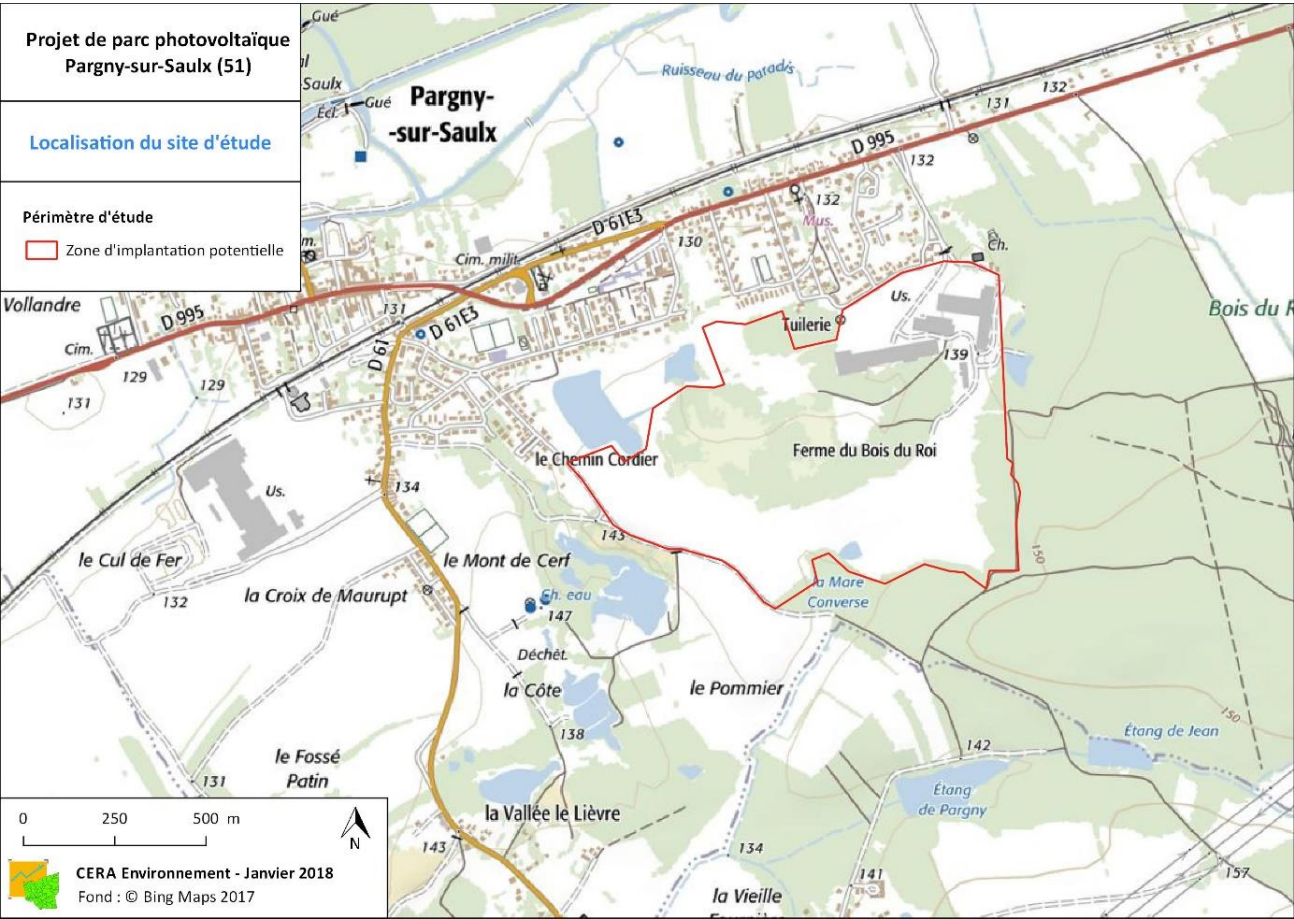 Projet de parc photovoltaïque
Pargny-sur-Saulx (51)
Localisation du site d'étude
Périmètre d'étude
Zone d'implantation potentielle
Gué
Saulx
Écl.
Gué
Pargny-
-sur-Saulx
Ruisseau du Paradis
132
131
D 995
132
132
Mus.
D 61E3
130
Cim. milit.
Ch.
Us.
Bois du R
Vollandre
D 995
131
D 61E3
D 61
Tuilerie
139
Cim.
129
129
131
le Chemin Cordier
Ferme du Bois du Roi
Us.
134
143
150
le Cul de Fer
132
le Mont de Cerf
la Croix de Maurupt
Ch. eau
147
la Mare
Converse
Déchèt.
la Côte
le Pommier
138
150
Étang de Jean
142
le Fossé
Patin
131
Étang
de Pargny
la Vallée le Lièvre
143
134
141
157
la Vieille
0 250 500 m
N
CERA Environnement - Janvier 2018
Fond : © Bing Maps 2017